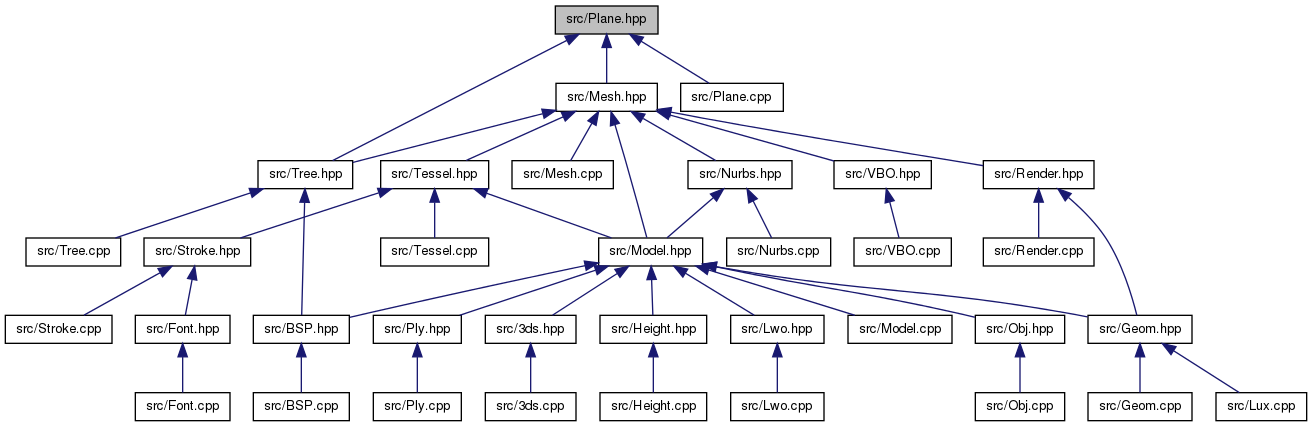 src/Plane.hpp
src/Mesh.hpp
src/Plane.cpp
src/Tree.hpp
src/Tessel.hpp
src/Mesh.cpp
src/Nurbs.hpp
src/VBO.hpp
src/Render.hpp
src/Tree.cpp
src/Stroke.hpp
src/Tessel.cpp
src/Model.hpp
src/Nurbs.cpp
src/VBO.cpp
src/Render.cpp
src/Stroke.cpp
src/Font.hpp
src/BSP.hpp
src/Ply.hpp
src/3ds.hpp
src/Height.hpp
src/Lwo.hpp
src/Model.cpp
src/Obj.hpp
src/Geom.hpp
src/Font.cpp
src/BSP.cpp
src/Ply.cpp
src/3ds.cpp
src/Height.cpp
src/Lwo.cpp
src/Obj.cpp
src/Geom.cpp
src/Lux.cpp